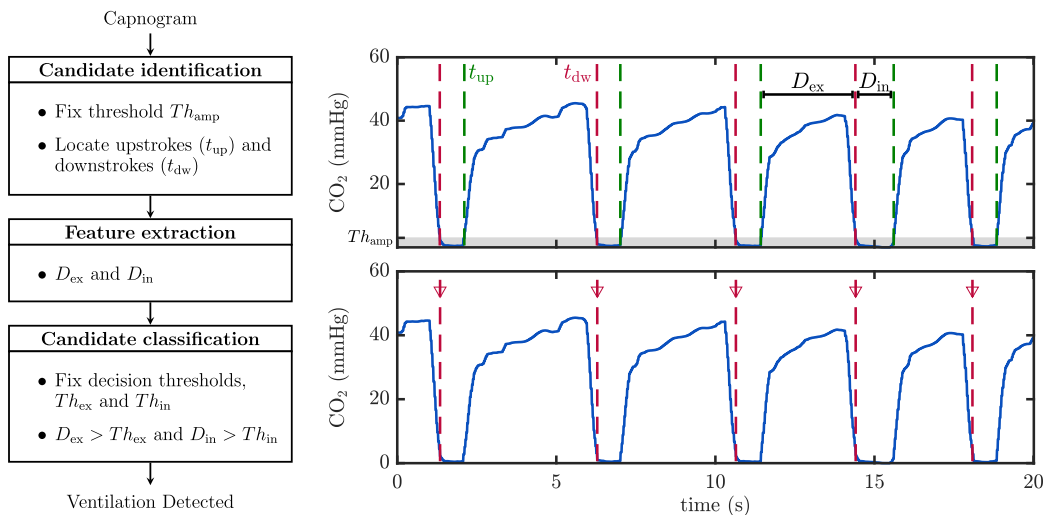 Capnogram
Candidate identification
• Fix threshold Th_amp
• Locate upstrokes (t_up) and
downstrokes (t_dw)
Feature extraction
• D_ex and D_in
Candidate classification
• Fix decision thresholds,
Th_ex and Th_in
• D_ex > Th_ex and D_in > Th_in
Ventilation Detected
60
40
20
Th_amp
CO₂ (mmHg)
t_up
t_dw
D_ex
D_in
60
40
20
0
CO₂ (mmHg)
0 5 10 15 20
time (s)